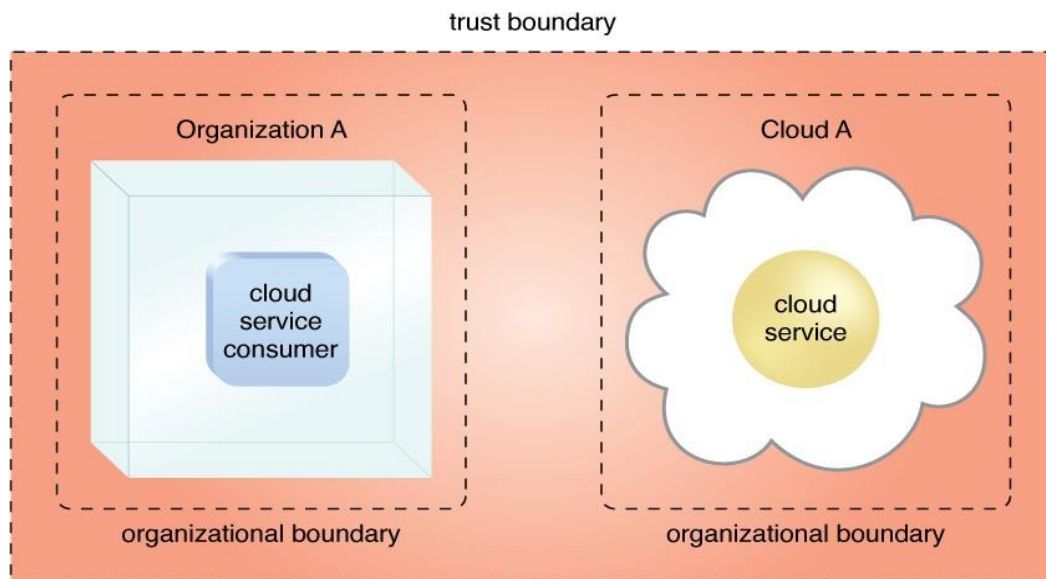 trust boundary
Organization A
Cloud A
cloud
service
consumer
cloud
service
organizational boundary
organizational boundary